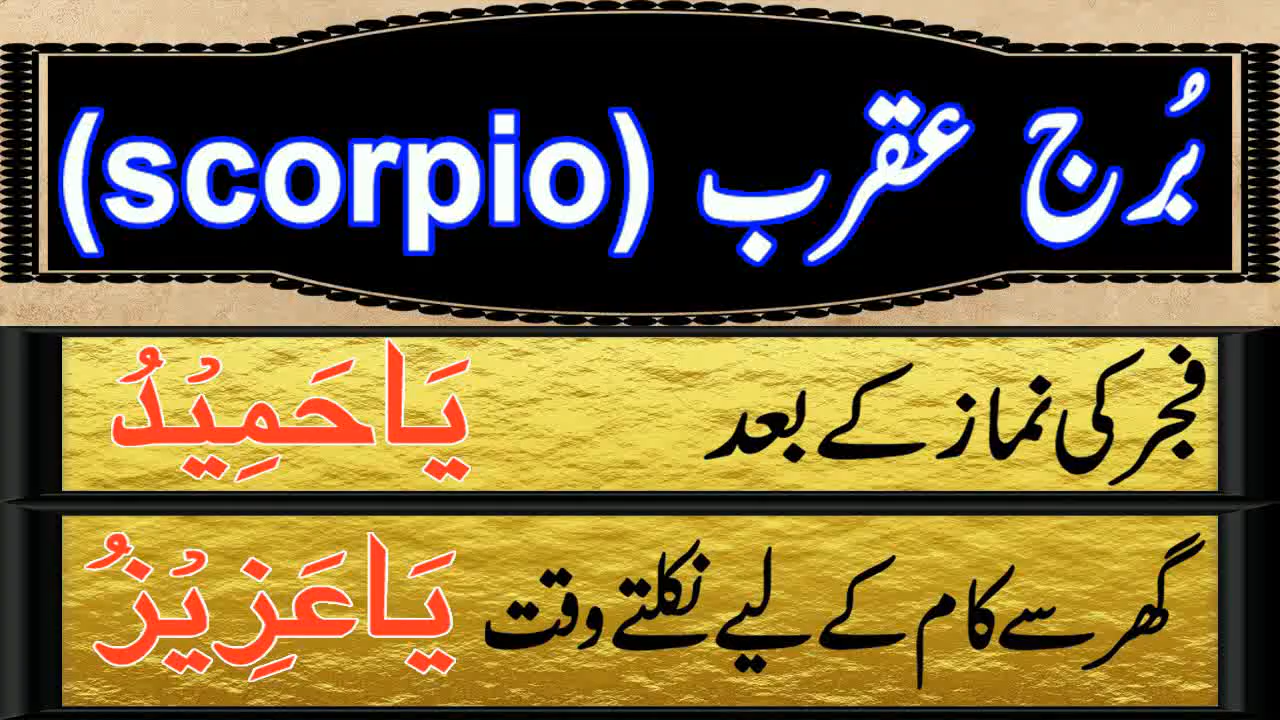 بُرج عقرب (scorpio)
فجر کی نماز کے بعد یَاحَمِیْدُ
گھر سے کام کے لیے نکلتے وقت یَاعَزِیْزُ